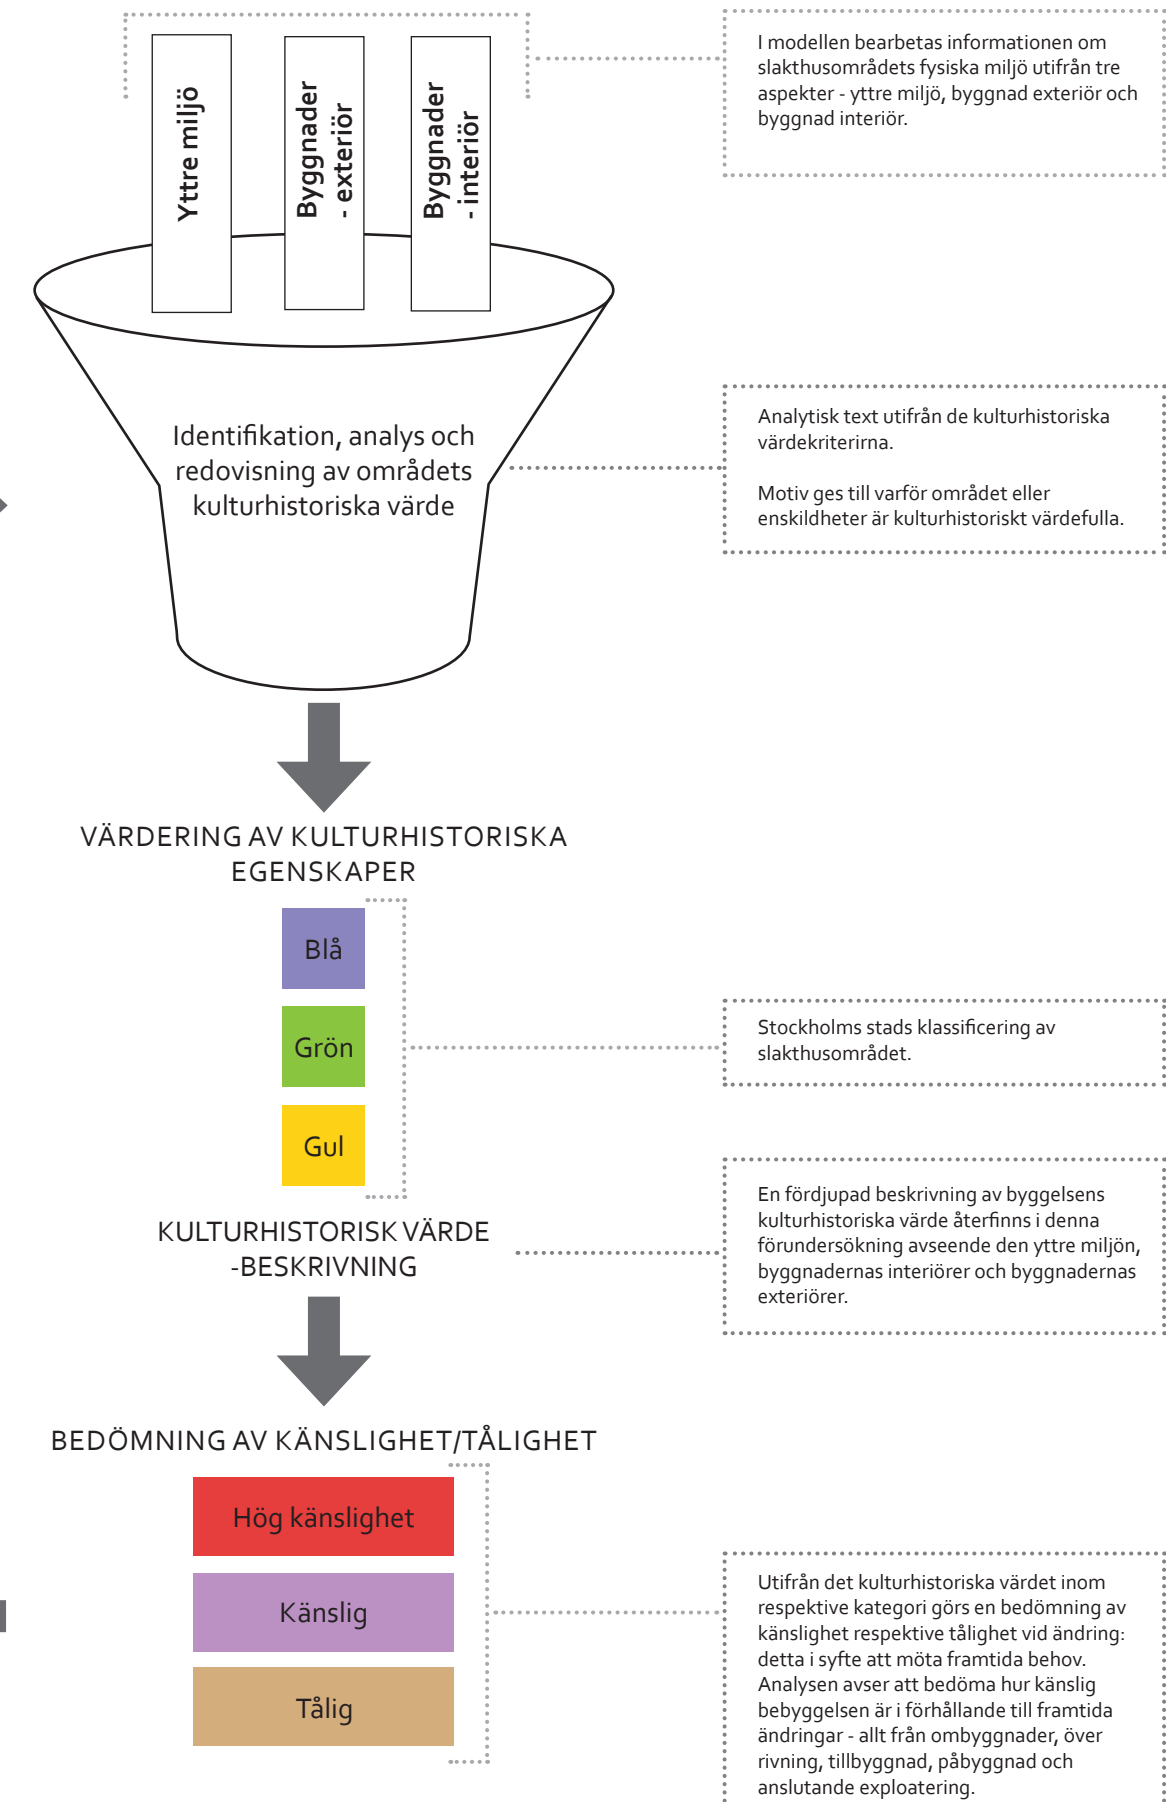 Yttre miljö
Byggnader
- exteriör
Byggnader
- interiör
I modellen bearbetas informationen om
slakthusområdets fysiska miljö utifrån tre
aspekter - yttre miljö, byggnad exteriör och
byggnad interiör.
Identifikation, analys och
redovisning av områdets
kulturhistoriska värde
Analytisk text utifrån de kulturhistoriska
värdekriterirna.
Motiv ges till varför området eller
enskildheter är kulturhistoriskt värdefulla.
VÄRDERING AV KULTURHISTORISKA
EGENSKAPER
Blå
Grön
Gul
Stockholms stads klassificering av
slakthusområdet.
KULTURHISTORISK VÄRDE
-BESKRIVNING
En fördjupad beskrivning av byggelsens
kulturhistoriska värde återfinns i denna
förundersökning avseende den yttre miljön,
byggnadernas interiörer och byggnadernas
exteriörer.
BEDÖMNING AV KÄNSLIGHET/TÅLIGHET
Hög känslighet
Känslig
Tålig
Utifrån det kulturhistoriska värdet inom
respektive kategori görs en bedömning av
känslighet respektive tålighet vid ändring:
detta i syfte att möta framtida behov.
Analysen avser att bedöma hur känslig
bebyggelsen är i förhållande till framtida
ändringar - allt från ombyggnader, över
rivning, tillbyggnad, påbyggnad och
anslutande exploatering.